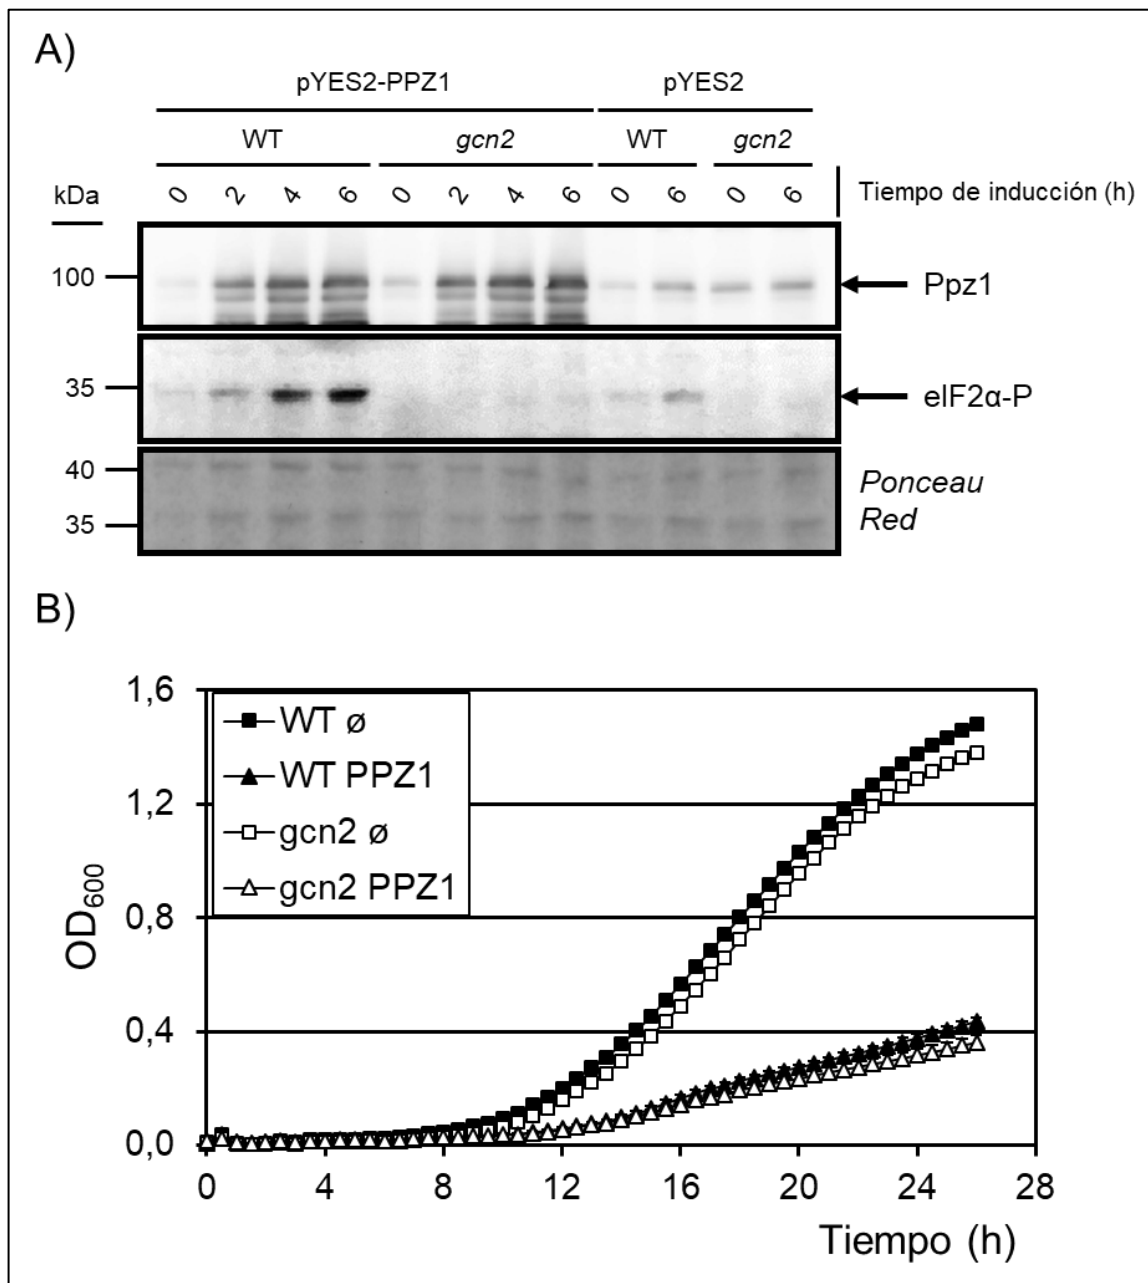 A)
pYES2-PPZ1 pYES2
WT gcn2 WT gcn2
kDa 0 2 4 6 0 2 4 6 0 6 0 6 Tiempo de inducción (h)
100 Ppz1
35 eIF2α-P
40 Ponceau
35 Red
B)
1,6
WT ø
WT PPZ1
1,2
gcn2 ø
gcn2 PPZ1
0,8
OD600
0,4
0,0
0 4 8 12 16 20 24 28
Tiempo (h)